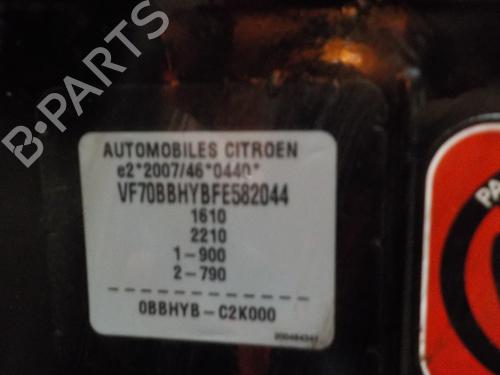 B·PARTS
AUTOMOBILES CITROEN
e2*2007/46*0440*
VF70BBHYBFE582044
1610
2210
1-900
2-790
0BBHYB-C2K000